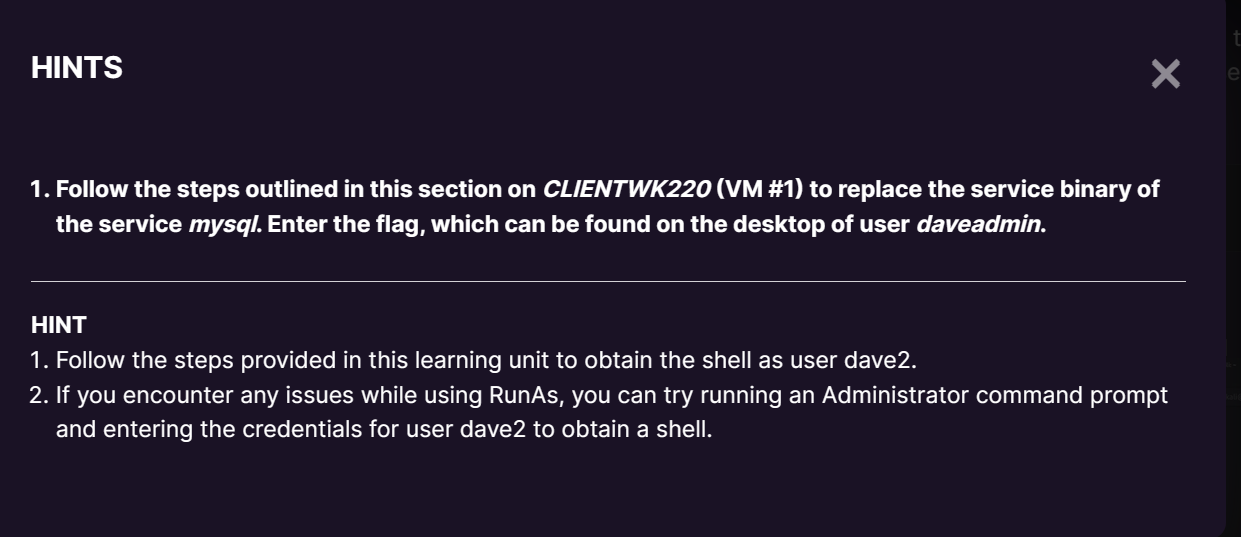 HINTS
1. Follow the steps outlined in this section on CLIENTWK220 (VM #1) to replace the service binary of
the service mysql. Enter the flag, which can be found on the desktop of user daveadmin.
HINT
1. Follow the steps provided in this learning unit to obtain the shell as user dave2.
2. If you encounter any issues while using RunAs, you can try running an Administrator command prompt
and entering the credentials for user dave2 to obtain a shell.